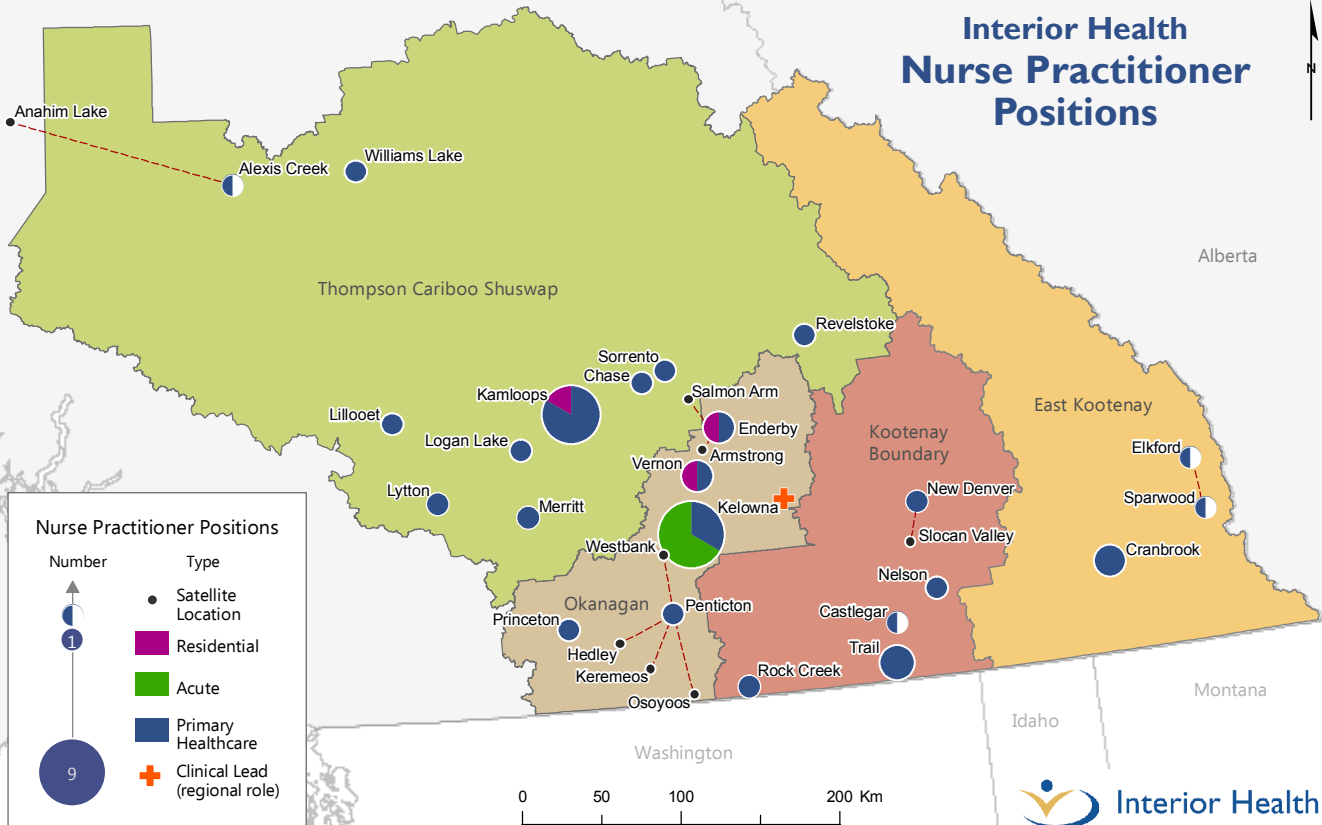 Interior Health
Nurse Practitioner
Positions
N
Anahim Lake
Alexis Creek
Williams Lake
Alberta
Thompson Cariboo Shuswap
Revelstoke
Sorrento
Chase
Kamloops
Salmon Arm
Lillooet
Enderby
East Kootenay
Logan Lake
Kootenay
Boundary
Armstrong
Elkford
Vernon
Lytton
New Denver
Sparwood
Merritt
Kelowna
Slocan Valley
Westbank
Cranbrook
Nelson
Okanagan
Penticton
Castlegar
Princeton
Trail
Hedley
Keremeos
Rock Creek
Osoyoos
Montana
Idaho
Washington
Nurse Practitioner Positions
Number
Type
Satellite
Location
1
Residential
Acute
Primary
Healthcare
9
Clinical Lead
(regional role)
0 50 100 200 Km
Interior Health